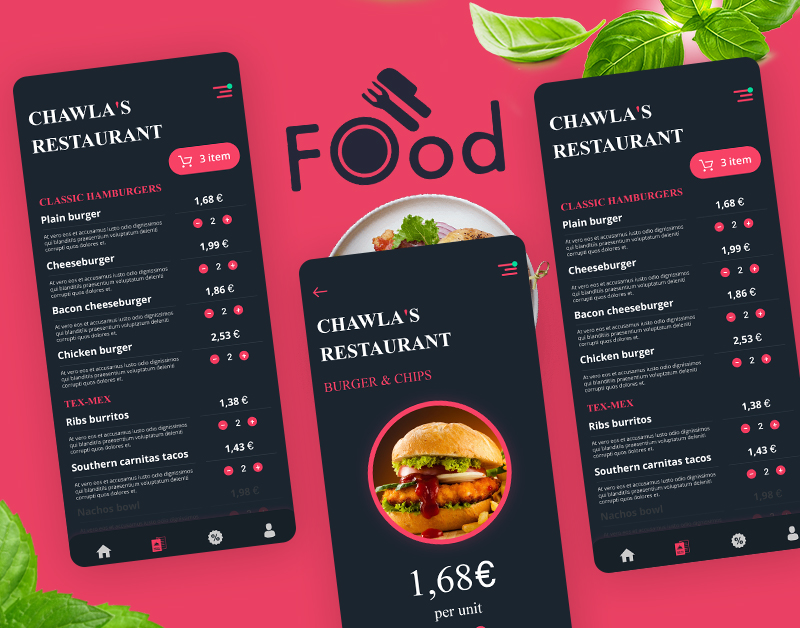 CHAWLA'S
RESTAURANT
3 item
CLASSIC HAMBURGERS
Plain burger
1,68 €
At vero eos et accusamus iusto odio dignissimos
qui blanditiis praesentium voluptatum deleniti
corrupti quos dolores et.
2
Cheeseburger
1,99 €
At vero eos et accusamus iusto odio dignissimos
qui blanditiis praesentium voluptatum deleniti
corrupti quos dolores et.
2
Bacon cheeseburger
1,86 €
At vero eos et accusamus iusto odio dignissimos
qui blanditiis praesentium voluptatum deleniti
corrupti quos dolores et.
2
Chicken burger
2,53 €
At vero eos et accusamus iusto odio dignissimos
qui blanditiis praesentium voluptatum deleniti
corrupti quos dolores et.
2
TEX-MEX
Ribs burritos
1,38 €
At vero eos et accusamus iusto odio dignissimos
qui blanditiis praesentium voluptatum deleniti
corrupti quos dolores et.
2
Southern carnitas tacos
1,43 €
At vero eos et accusamus iusto odio dignissimos
qui blanditiis praesentium voluptatum deleniti
corrupti quos dolores et.
2
Nachos bowl
1,98 €
Food
CHAWLA'S
RESTAURANT
BURGER & CHIPS
1,68€
per unit
CHAWLA'S
RESTAURANT
3 item
CLASSIC HAMBURGERS
Plain burger
1,68 €
At vero eos et accusamus iusto odio dignissimos
qui blanditiis praesentium voluptatum deleniti
corrupti quos dolores et.
2
Cheeseburger
1,99 €
At vero eos et accusamus iusto odio dignissimos
qui blanditiis praesentium voluptatum deleniti
corrupti quos dolores et.
2
Bacon cheeseburger
1,86 €
At vero eos et accusamus iusto odio dignissimos
qui blanditiis praesentium voluptatum deleniti
corrupti quos dolores et.
2
Chicken burger
2,53 €
At vero eos et accusamus iusto odio dignissimos
qui blanditiis praesentium voluptatum deleniti
corrupti quos dolores et.
2
TEX-MEX
Ribs burritos
1,38 €
At vero eos et accusamus iusto odio dignissimos
qui blanditiis praesentium voluptatum deleniti
corrupti quos dolores et.
2
Southern carnitas tacos
1,43 €
At vero eos et accusamus iusto odio dignissimos
qui blanditiis praesentium voluptatum deleniti
corrupti quos dolores et.
2
Nachos bowl
1,98 €